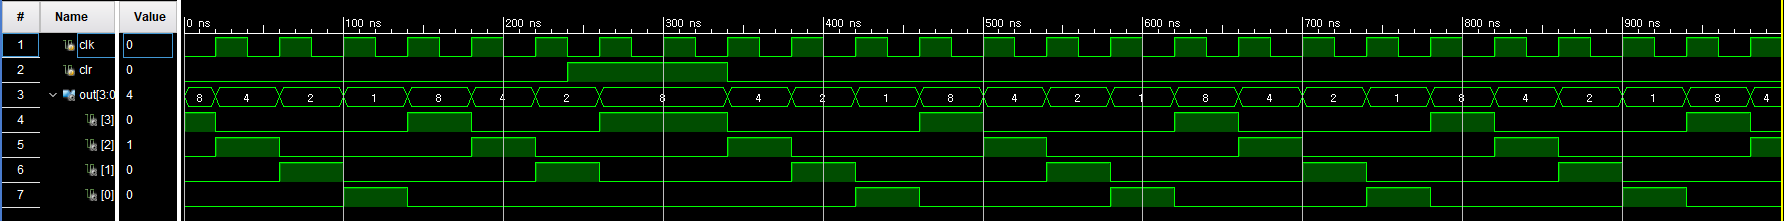 # Name Value 0 ns 100 ns 200 ns 300 ns 400 ns 500 ns 600 ns 700 ns 800 ns 900 ns
1 clk 0
2 clr 0
3 out[3:0 4 8 4 2 1 8 4 2 8 4 2 1 8 4 2 1 8 4 2 1 8 4 2 1 8 4
4 [3] 0
5 [2] 1
6 [1] 0
7 [0] 0